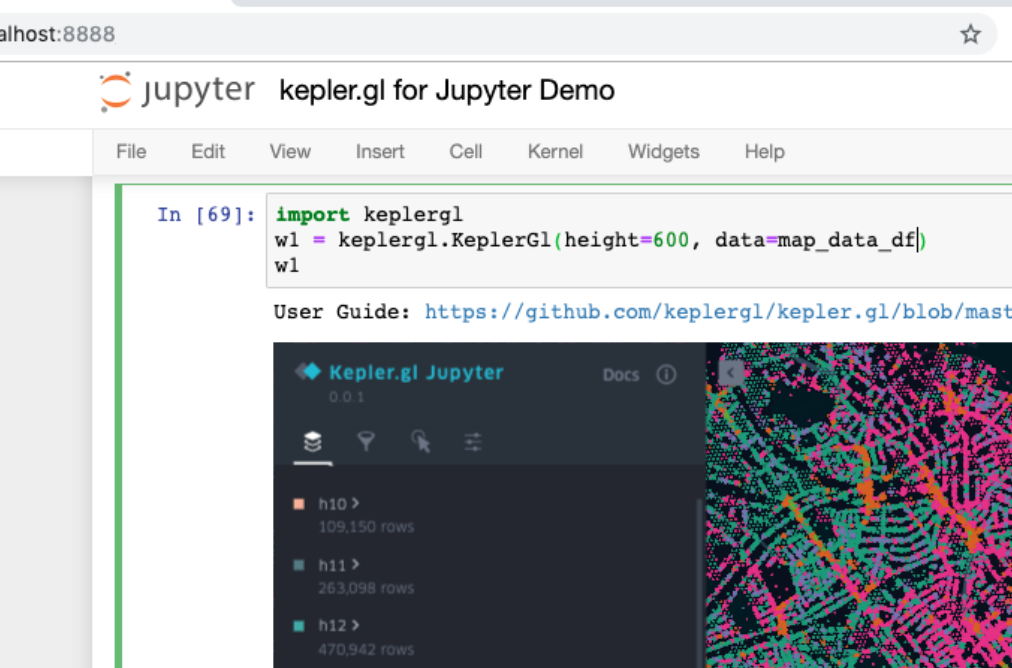 alhost:8888
jupyter kepler.gl for Jupyter Demo
File Edit View Insert Cell Kernel Widgets Help
In [69]: import keplergl
w1 = keplergl.KeplerGl(height=600, data=map_data_df)
w1
User Guide: https://github.com/keplergl/kepler.gl/blob/mast
Kepler.gl Jupyter Docs
0.0.1
h10 >
109,150 rows
h11 >
263,098 rows
h12 >
470,942 rows